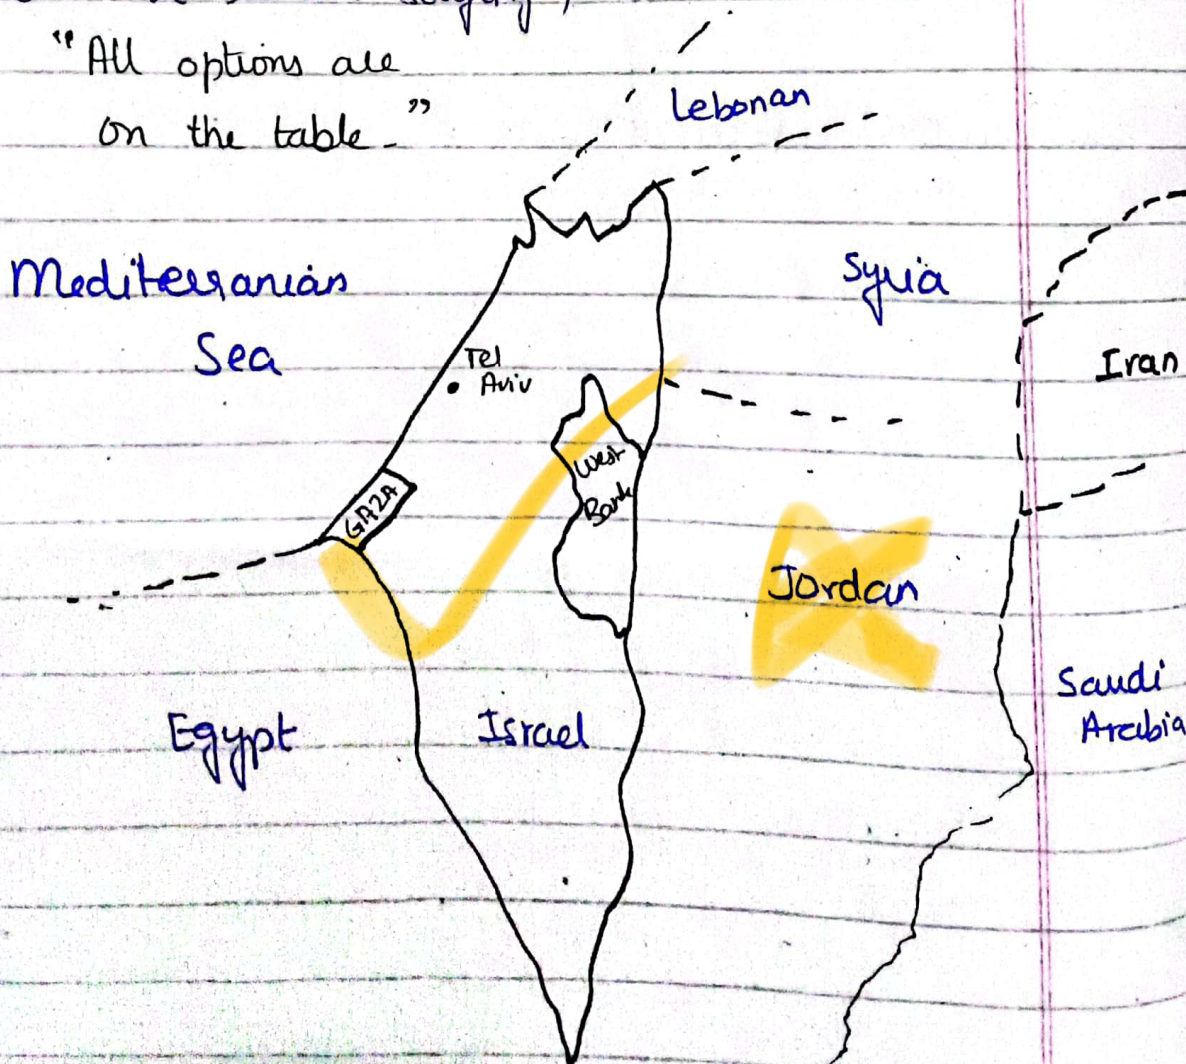 "All options are
on the table."
Lebonan
Mediterranian
Sea
Syria
Tel
Aviv
Iran
West
Bank
GAZA
Jordan
Saudi
Arabia
Egypt
Israel